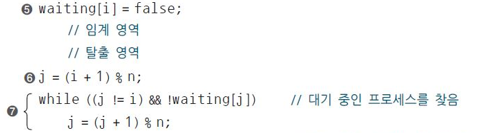 ❺ waiting[i] = false;
// 임계 영역
// 탈출 영역
❻ j = (i + 1) % n;
❼ while ((j != i) && !waiting[j]) // 대기 중인 프로세스를 찾음
j = (j + 1) % n;